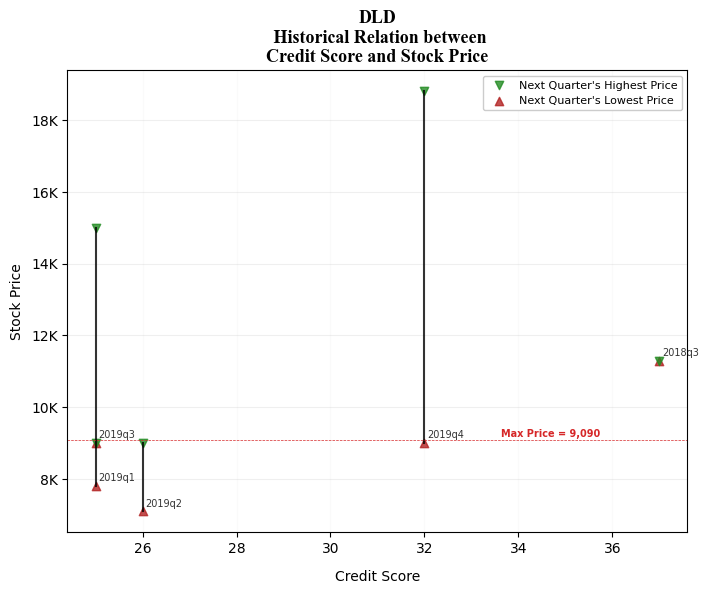 DLD
Historical Relation between
Credit Score and Stock Price
Next Quarter's Highest Price
Next Quarter's Lowest Price
18K
16K
14K
12K
10K
8K
Stock Price
2018q3
2019q3
2019q4
Max Price = 9,090
2019q1
2019q2
26
28
30
32
34
36
Credit Score